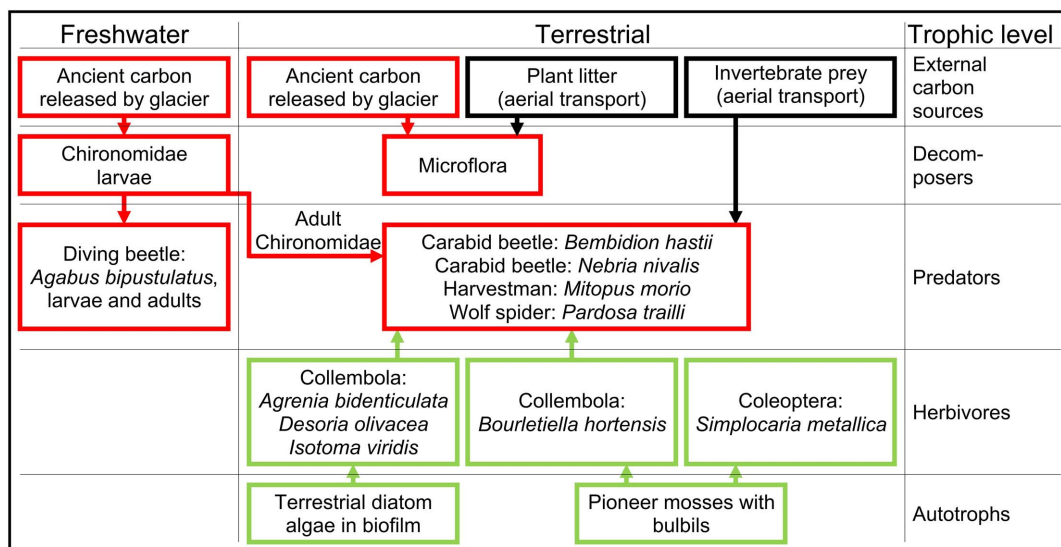 Freshwater
Terrestrial
Trophic level
Ancient carbon
released by glacier
Ancient carbon
released by glacier
Plant litter
(aerial transport)
Invertebrate prey
(aerial transport)
External
carbon
sources
Chironomidae
larvae
Microflora
Decom-
posers
Adult
Chironomidae
Diving beetle:
Agabus bipustulatus,
larvae and adults
Carabid beetle: Bembidion hastii
Carabid beetle: Nebria nivalis
Harvestman: Mitopus morio
Wolf spider: Pardosa trailli
Predators
Collembola:
Agrenia bidenticulata
Desoria olivacea
Isotoma viridis
Collembola:
Bourletiella hortensis
Coleoptera:
Simplocaria metallica
Herbivores
Terrestrial diatom
algae in biofilm
Pioneer mosses with
bulbils
Autotrophs